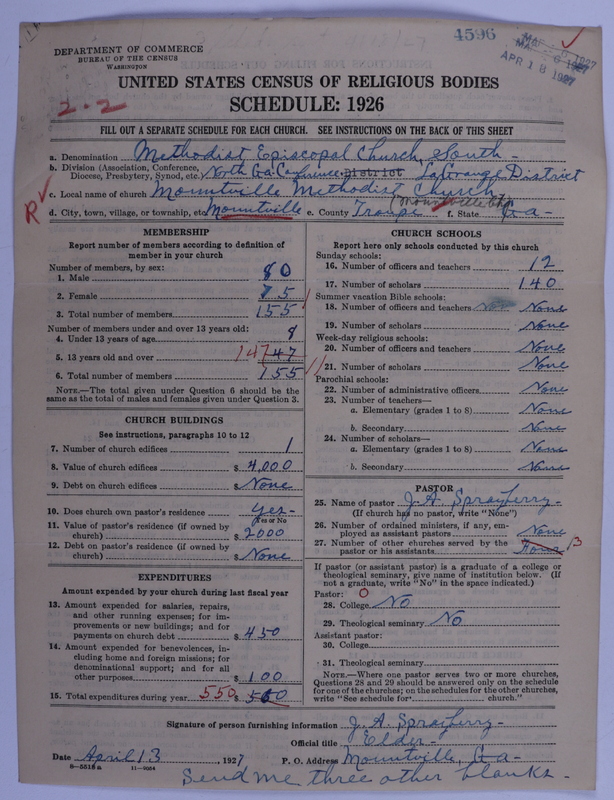 4596
MAR 26 1927
APR 18 1927
DEPARTMENT OF COMMERCE
BUREAU OF THE CENSUS
WASHINGTON
2-2
UNITED STATES CENSUS OF RELIGIOUS BODIES
SCHEDULE: 1926
FILL OUT A SEPARATE SCHEDULE FOR EACH CHURCH. SEE INSTRUCTIONS ON THE BACK OF THIS SHEET
a. Denomination Methodist Episcopal Church, South -
b. Division (Association, Conference, Diocese, Presbytery, Synod, etc.) North Ga. Conference District LaGrange District
c. Local name of church Mountville Methodist Church
(Mountville Ch)
R
d. City, town, village, or township, etc. Mountville e. County Troupe f. State Ga-
MEMBERSHIP
Report number of members according to definition of
member in your church
Number of members, by sex:
1. Male 80
2. Female 75
3. Total number of members 155
Number of members under and over 13 years old:
4. Under 13 years of age 8
5. 13 years old and over 147 147
6. Total number of members 155
NOTE.—The total given under Question 6 should be the
same as the total of males and females given under Question 3.
CHURCH BUILDINGS
See instructions, paragraphs 10 to 12
7. Number of church edifices 1
8. Value of church edifices $ 4,000
9. Debt on church edifices $ None
10. Does church own pastor's residence Yes-
(Yes or No)
11. Value of pastor's residence (if owned by
church) $ 2000
12. Debt on pastor's residence (if owned by
church) $ None
EXPENDITURES
Amount expended by your church during last fiscal year
13. Amount expended for salaries, repairs,
and other running expenses; for im-
provements or new buildings; and for
payments on church debt $ 450
14. Amount expended for benevolences, in-
cluding home and foreign missions; for
denominational support; and for all
other purposes $ 100
15. Total expenditures during year 550 $
CHURCH SCHOOLS
Report here only schools conducted by this church
Sunday schools:
16. Number of officers and teachers 12
17. Number of scholars 140
Summer vacation Bible schools:
18. Number of officers and teachers None
19. Number of scholars None
Week-day religious schools:
20. Number of officers and teachers None
21. Number of scholars None
Parochial schools:
22. Number of administrative officers None
23. Number of teachers—
a. Elementary (grades 1 to 8) None
b. Secondary None
24. Number of scholars—
a. Elementary (grades 1 to 8) None
b. Secondary None
PASTOR
25. Name of pastor J. A. Sprayberry-
(If church has no pastor, write "None")
26. Number of ordained ministers, if any, em-
ployed as assistant pastors None
27. Number of other churches served by the
pastor or his assistants Four 3
If pastor (or assistant pastor) is a graduate of a college or
theological seminary, give name of institution below. (If
not a graduate, write "No" in the space indicated.)
Pastor: O
28. College No
29. Theological seminary No
Assistant pastor:
30. College
31. Theological seminary
NOTE.—Where one pastor serves two or more churches,
Questions 28 and 29 should be answered only on the schedule
for one of the churches; on the schedules for the other churches,
write "See schedule for church."
Signature of person furnishing information J. A. Sprayberry-
Official title Elder-
Date April 13, 1927 P. O. Address Mountville, Ga-
8—5518a 11—9054
Send me three other blanks -